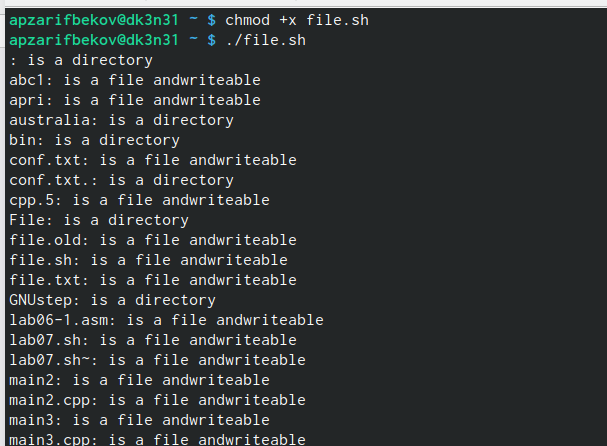 apzarifbekov@dk3n31 ~ $ chmod +x file.sh
apzarifbekov@dk3n31 ~ $ ./file.sh
: is a directory
abc1: is a file andwriteable
apri: is a file andwriteable
australia: is a directory
bin: is a directory
conf.txt: is a file andwriteable
conf.txt.: is a directory
cpp.5: is a file andwriteable
File: is a directory
file.old: is a file andwriteable
file.sh: is a file andwriteable
file.txt: is a file andwriteable
GNUstep: is a directory
lab06-1.asm: is a file andwriteable
lab07.sh: is a file andwriteable
lab07.sh~: is a file andwriteable
main2: is a file andwriteable
main2.cpp: is a file andwriteable
main3: is a file andwriteable
main3.cpp: is a file andwriteable